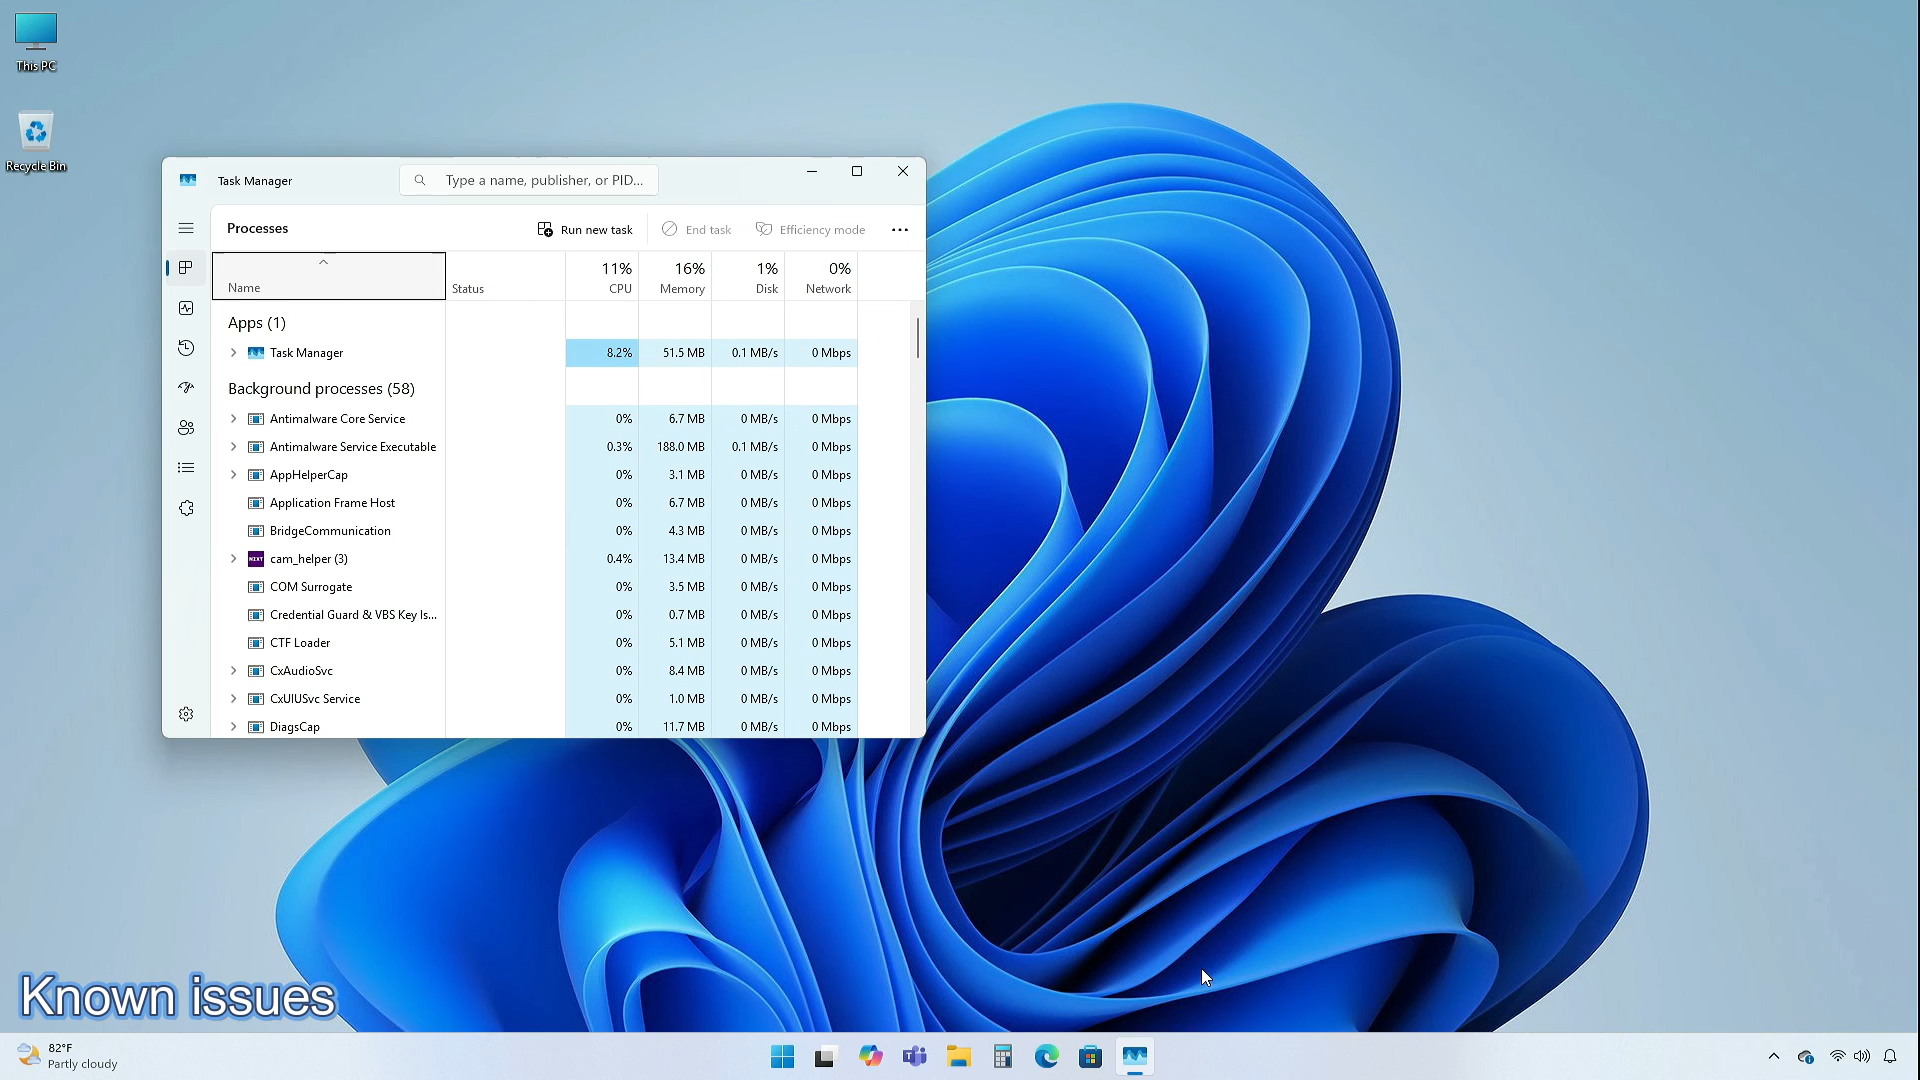 This PC
Recycle Bin
Task Manager
Type a name, publisher, or PID...
Processes
Run new task
End task
Efficiency mode
Name
Status
11%
CPU
16%
Memory
1%
Disk
0%
Network
Apps (1)
Task Manager 8.2% 51.5 MB 0.1 MB/s 0 Mbps
Background processes (58)
Antimalware Core Service 0% 6.7 MB 0 MB/s 0 Mbps
Antimalware Service Executable 0.3% 188.0 MB 0.1 MB/s 0 Mbps
AppHelperCap 0% 3.1 MB 0 MB/s 0 Mbps
Application Frame Host 0% 6.7 MB 0 MB/s 0 Mbps
BridgeCommunication 0% 4.3 MB 0 MB/s 0 Mbps
cam_helper (3) 0.4% 13.4 MB 0 MB/s 0 Mbps
COM Surrogate 0% 3.5 MB 0 MB/s 0 Mbps
Credential Guard & VBS Key Is... 0% 0.7 MB 0 MB/s 0 Mbps
CTF Loader 0% 5.1 MB 0 MB/s 0 Mbps
CxAudioSvc 0% 8.4 MB 0 MB/s 0 Mbps
CxUIUSvc Service 0% 1.0 MB 0 MB/s 0 Mbps
DiagsCap 0% 11.7 MB 0 MB/s 0 Mbps
Known issues
82°F
Partly cloudy